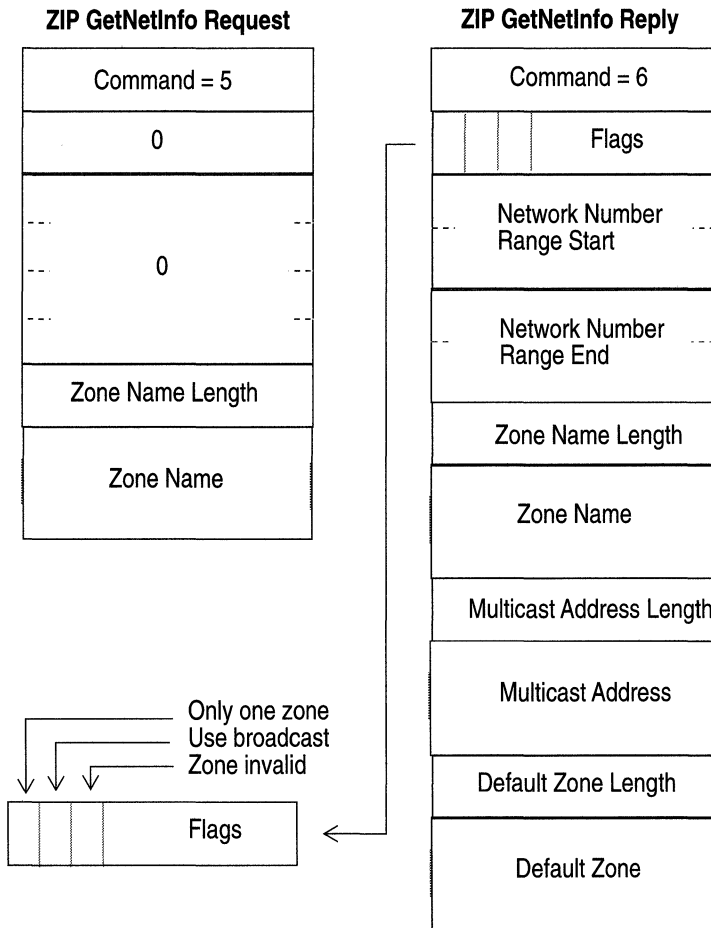 ZIP GetNetInfo Request
Command = 5
0
0
Zone Name Length
Zone Name
ZIP GetNetInfo Reply
Command = 6
Flags
Network Number
Range Start
Network Number
Range End
Zone Name Length
Zone Name
Multicast Address Length
Multicast Address
Default Zone Length
Default Zone
Only one zone
Use broadcast
Zone invalid
Flags